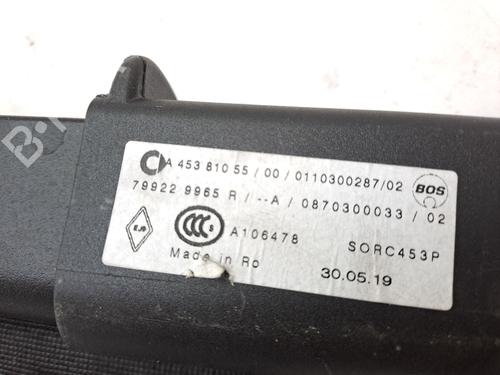 A 453 810 55 / 00 / 0110300287/02
BOS
79922 9965 R / --A / 0870300033 / 02
CCC S
A106478
SORC453P
Made in Ro
30.05.19